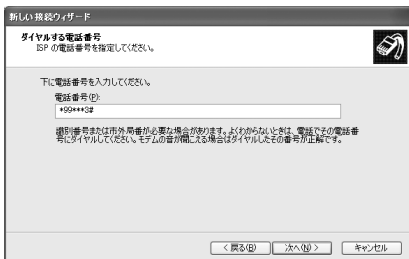 新しい接続ウィザード
ダイヤルする電話番号
ISP の電話番号を指定してください。
下に電話番号を入力してください。
電話番号(P):
*99***3#
識別番号または市外局番が必要な場合があります。よくわからないときは、電話でその電話番
号にダイヤルしてください。モデムの音が聞こえる場合はダイヤルしたその番号が正解です。
< 戻る(B)
次へ(N) >
キャンセル